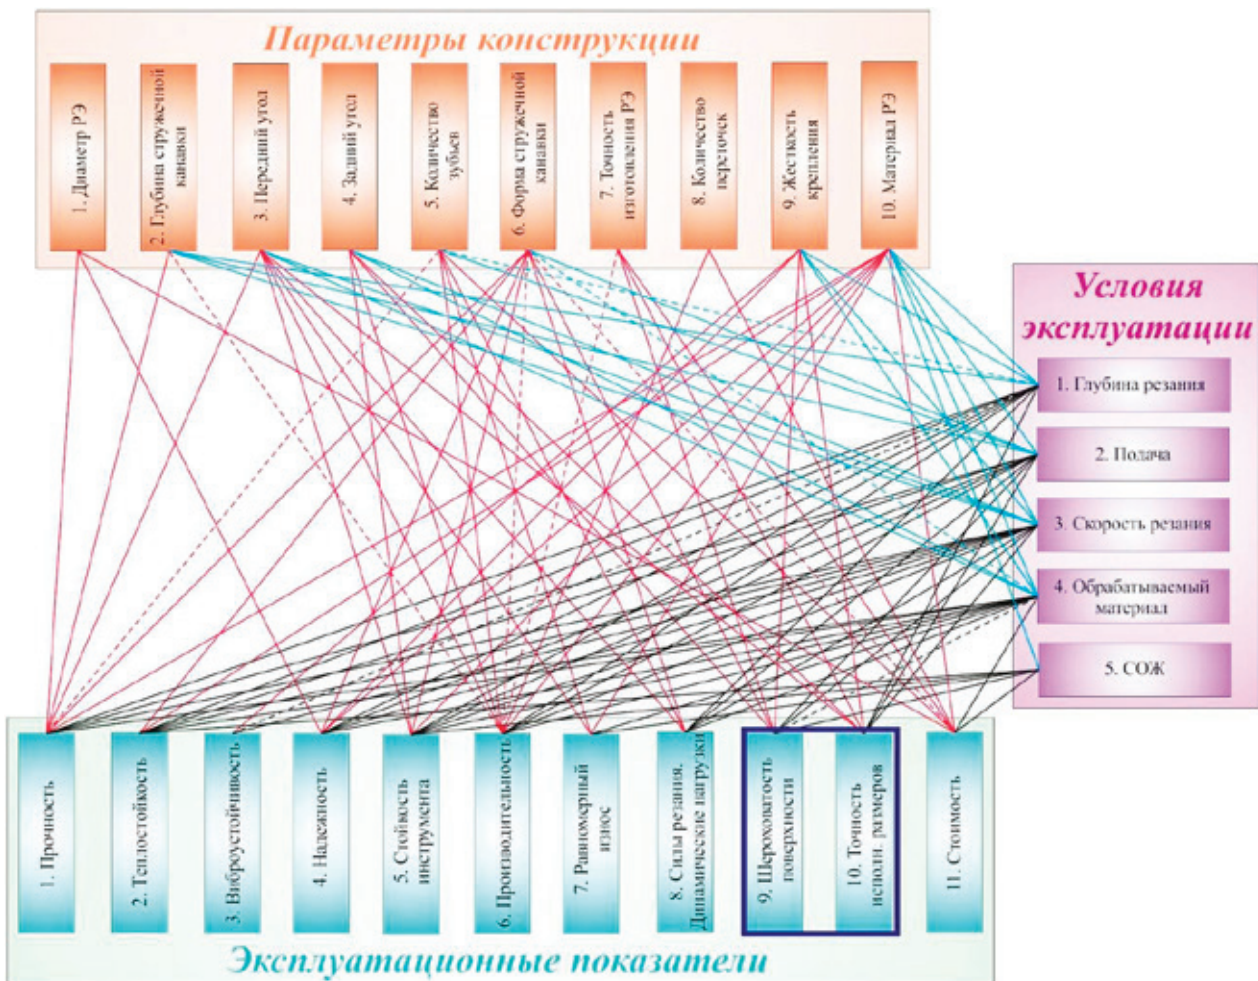 Параметры конструкции
1. Диаметр РЭ
2. Глубина стружечной
канавки
3. Передний угол
4. Задний угол
5. Количество
зубьев
6. Форма стружечной
канавки
7. Точность
изготовления РЭ
8. Количество
переточек
9. Жесткость
крепления
10. Материал РЭ
Условия
эксплуатации
1. Глубина резания
2. Подача
3. Скорость резания
4. Обрабатываемый
материал
5. СОЖ
1. Прочность
2. Теплостойкость
3. Виброустойчивость
4. Надежность
5. Стойкость
инструмента
6. Производительность
7. Равномерный
износ
8. Силы резания.
Динамические нагрузки
9. Шероховатость
поверхности
10. Точность
исполн. размеров
11. Стоимость
Эксплуатационные показатели